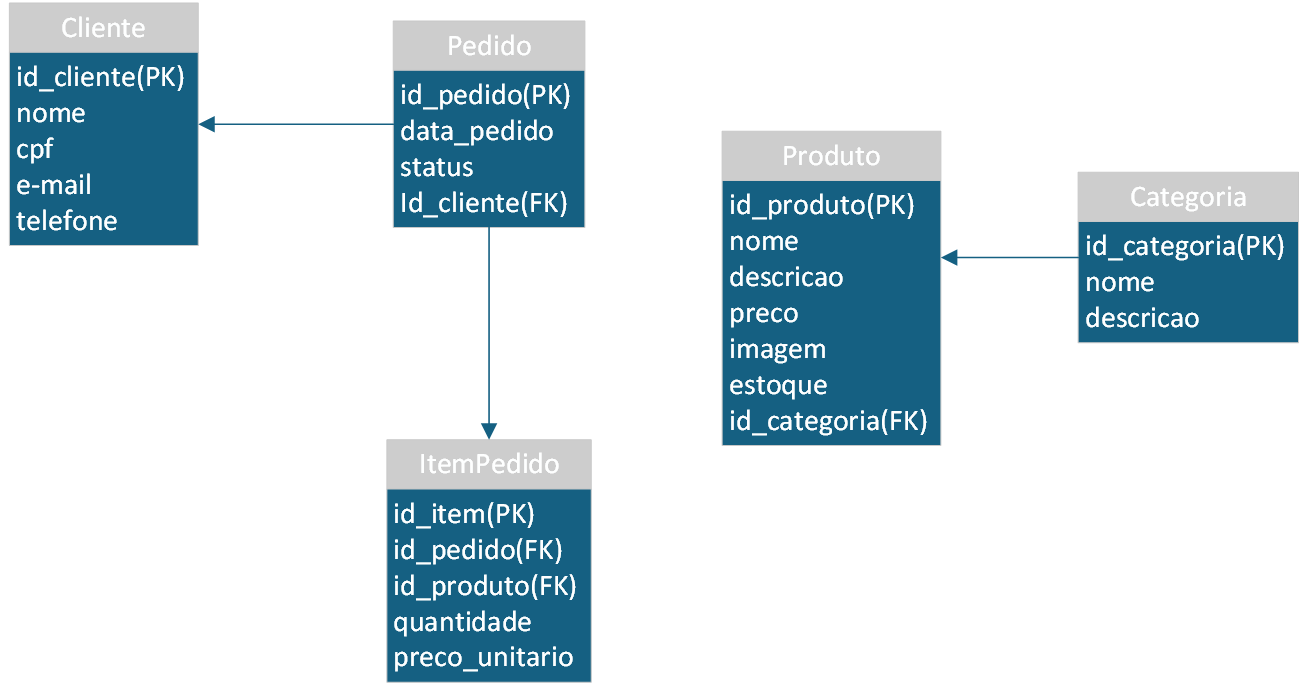 Cliente
id_cliente(PK)
nome
cpf
e-mail
telefone
Pedido
id_pedido(PK)
data_pedido
status
Id_cliente(FK)
Produto
id_produto(PK)
nome
descricao
preco
imagem
estoque
id_categoria(FK)
Categoria
id_categoria(PK)
nome
descricao
ItemPedido
id_item(PK)
id_pedido(FK)
id_produto(FK)
quantidade
preco_unitario